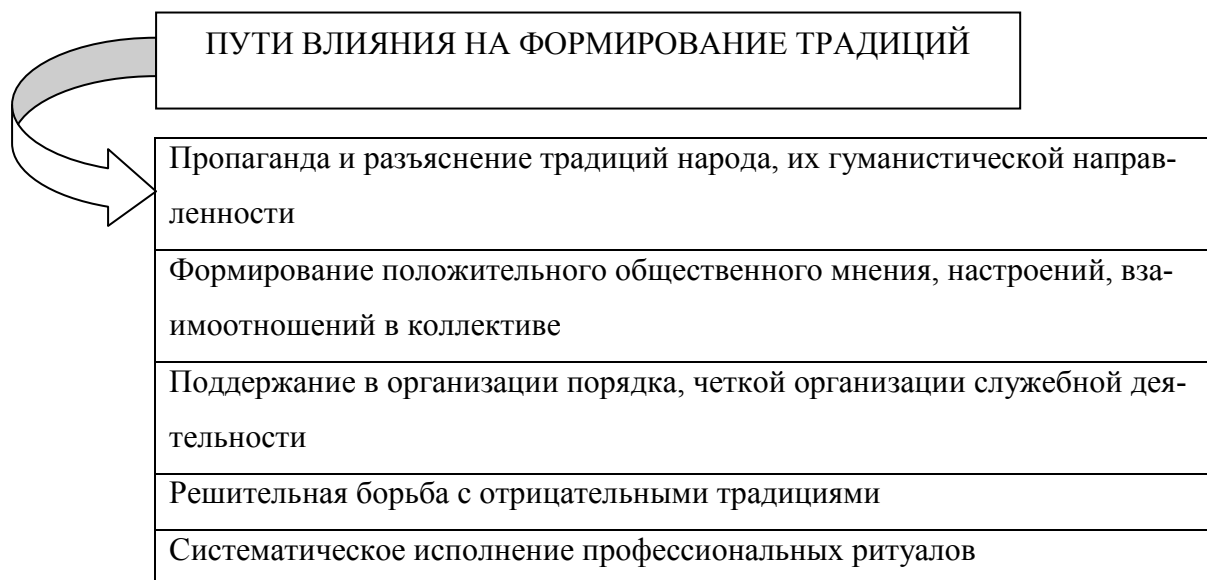 ПУТИ ВЛИЯНИЯ НА ФОРМИРОВАНИЕ ТРАДИЦИЙ
Пропаганда и разъяснение традиций народа, их гуманистической направ-
ленности
Формирование положительного общественного мнения, настроений, вза-
имоотношений в коллективе
Поддержание в организации порядка, четкой организации служебной дея-
тельности
Решительная борьба с отрицательными традициями
Систематическое исполнение профессиональных ритуалов